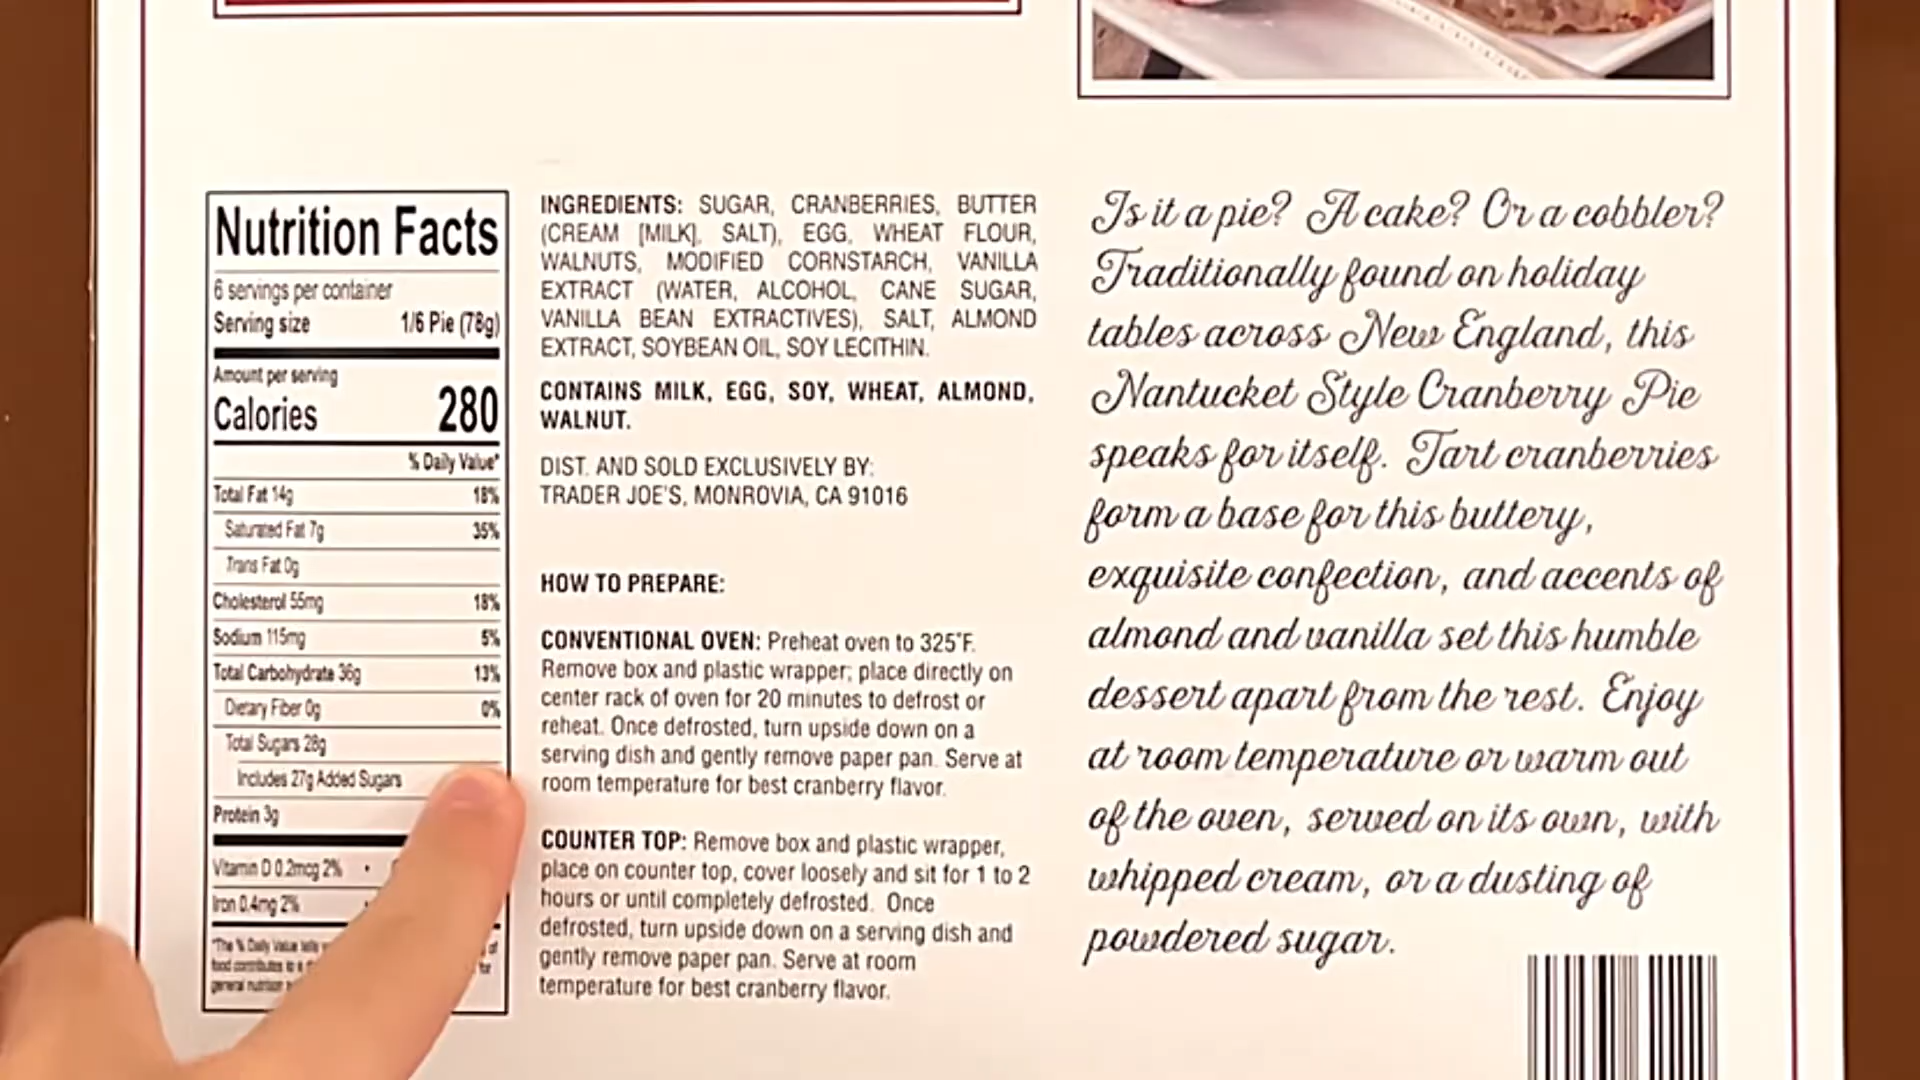 Nutrition Facts
6 servings per container
Serving size 1/6 Pie (78g)
Amount per serving
Calories 280
% Daily Value*
Total Fat 14g 18%
Saturated Fat 7g 35%
Trans Fat 0g
Cholesterol 55mg 18%
Sodium 115mg 5%
Total Carbohydrate 36g 13%
Dietary Fiber 0g 0%
Total Sugars 28g
Includes 27g Added Sugars
Protein 3g
Vitamin D 0.2mcg 2% •
Iron 0.4mg 2%
*The % Daily Value tells of
food contributes to a for
general nutrition
INGREDIENTS: SUGAR, CRANBERRIES, BUTTER
(CREAM [MILK], SALT), EGG, WHEAT FLOUR,
WALNUTS, MODIFIED CORNSTARCH, VANILLA
EXTRACT (WATER, ALCOHOL, CANE SUGAR,
VANILLA BEAN EXTRACTIVES), SALT, ALMOND
EXTRACT, SOYBEAN OIL, SOY LECITHIN.
CONTAINS MILK, EGG, SOY, WHEAT, ALMOND,
WALNUT.
DIST. AND SOLD EXCLUSIVELY BY:
TRADER JOE'S, MONROVIA, CA 91016
HOW TO PREPARE:
CONVENTIONAL OVEN: Preheat oven to 325°F.
Remove box and plastic wrapper; place directly on
center rack of oven for 20 minutes to defrost or
reheat. Once defrosted, turn upside down on a
serving dish and gently remove paper pan. Serve at
room temperature for best cranberry flavor.
COUNTER TOP: Remove box and plastic wrapper,
place on counter top, cover loosely and sit for 1 to 2
hours or until completely defrosted. Once
defrosted, turn upside down on a serving dish and
gently remove paper pan. Serve at room
temperature for best cranberry flavor.
Is it a pie? A cake? Or a cobbler?
Traditionally found on holiday
tables across New England, this
Nantucket Style Cranberry Pie
speaks for itself. Tart cranberries
form a base for this buttery,
exquisite confection, and accents of
almond and vanilla set this humble
dessert apart from the rest. Enjoy
at room temperature or warm out
of the oven, served on its own, with
whipped cream, or a dusting of
powdered sugar.